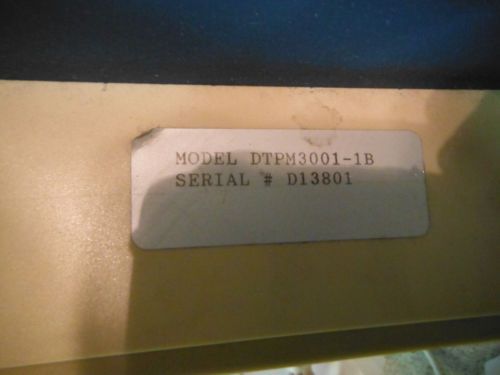 MODEL DTPM3001-1B
SERIAL # D13801